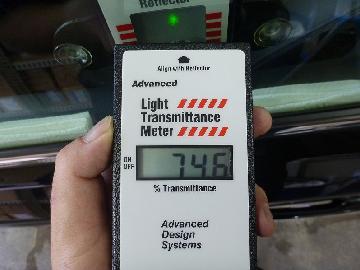 Reflector
Align with Reflector
Advanced
Light
Transmittance
Meter
ON
OFF
74.6
% Transmittance
Advanced
Design
Systems